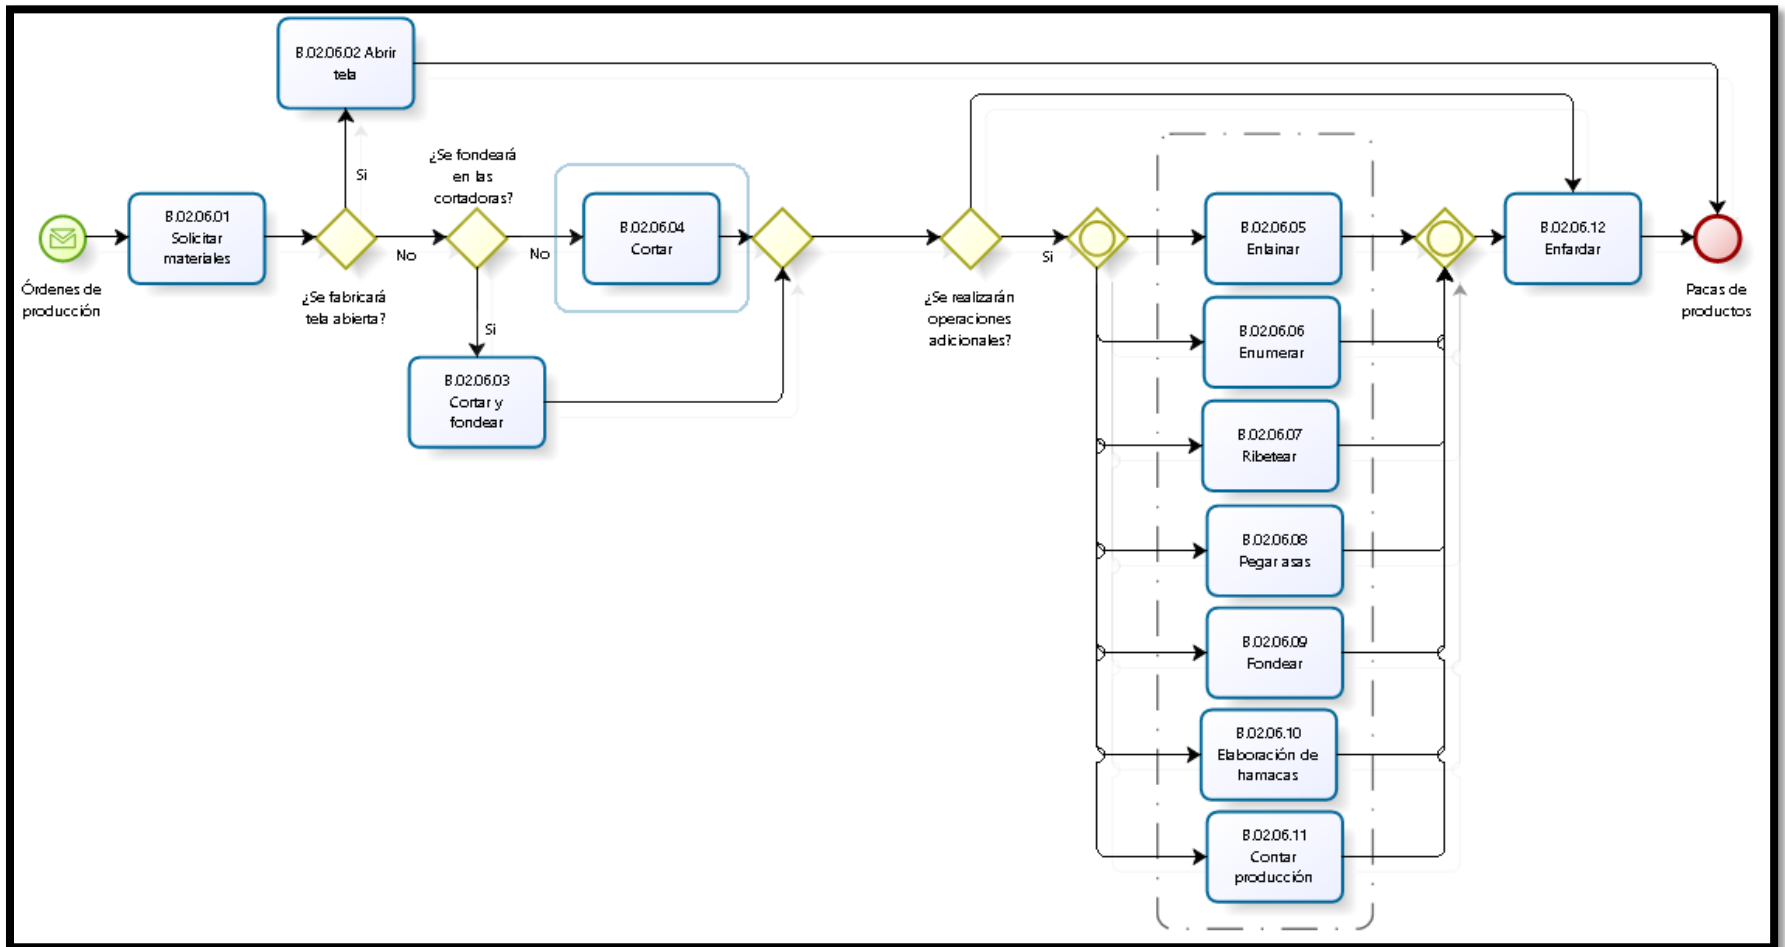 B.02.06.02 Abrir
tela
Si
¿Se fondeará
en las
cortadoras?
B.02.06.01
Solicitar
materiales
Órdenes de
producción
¿Se fabricará
tela abierta?
No
No
B.02.06.04
Cortar
Si
B.02.06.03
Cortar y
fondear
¿Se realizarán
operaciones
adicionales?
Si
B.02.06.05
Enlainar
B.02.06.06
Enumerar
B.02.06.07
Ribetear
B.02.06.08
Pegar asas
B.02.06.09
Fondear
B.02.06.10
Elaboración de
hamacas
B.02.06.11
Contar
producción
B.02.06.12
Enfardar
Pacas de
productos